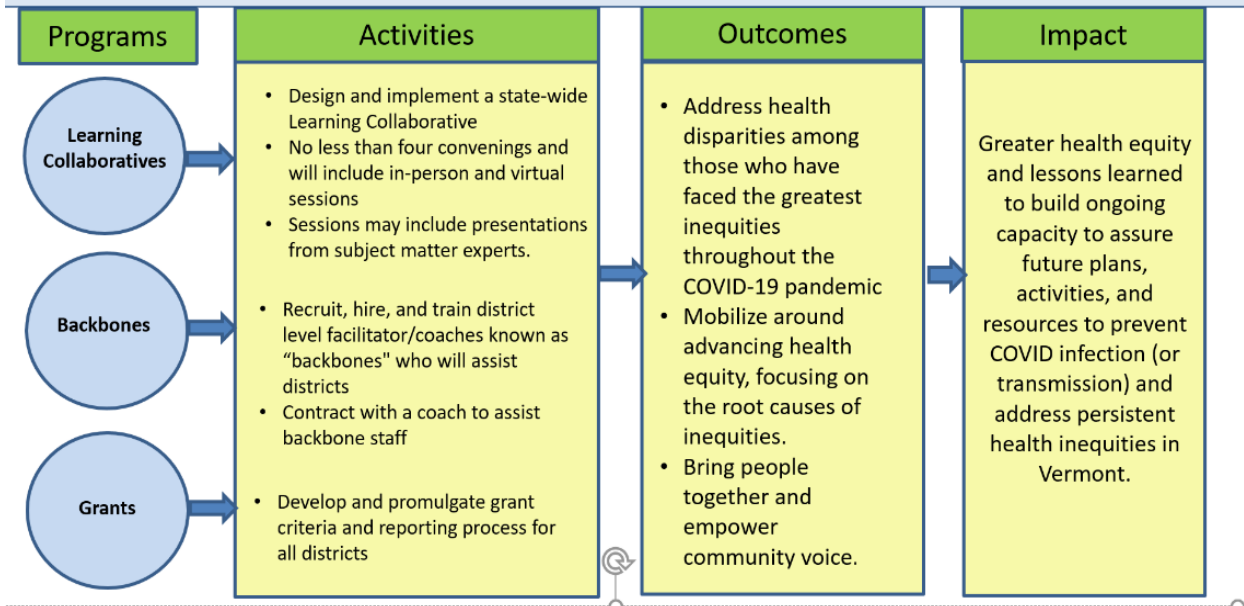 Programs
Learning
Collaboratives
Backbones
Grants
Activities
• Design and implement a state-wide
Learning Collaborative
• No less than four convenings and
will include in-person and virtual
sessions
• Sessions may include presentations
from subject matter experts.
• Recruit, hire, and train district
level facilitator/coaches known as
“backbones" who will assist
districts
• Contract with a coach to assist
backbone staff
• Develop and promulgate grant
criteria and reporting process for
all districts
Outcomes
• Address health
disparities among
those who have
faced the greatest
inequities
throughout the
COVID-19 pandemic
• Mobilize around
advancing health
equity, focusing on
the root causes of
inequities.
• Bring people
together and
empower
community voice.
Impact
Greater health equity
and lessons learned
to build ongoing
capacity to assure
future plans,
activities, and
resources to prevent
COVID infection (or
transmission) and
address persistent
health inequities in
Vermont.